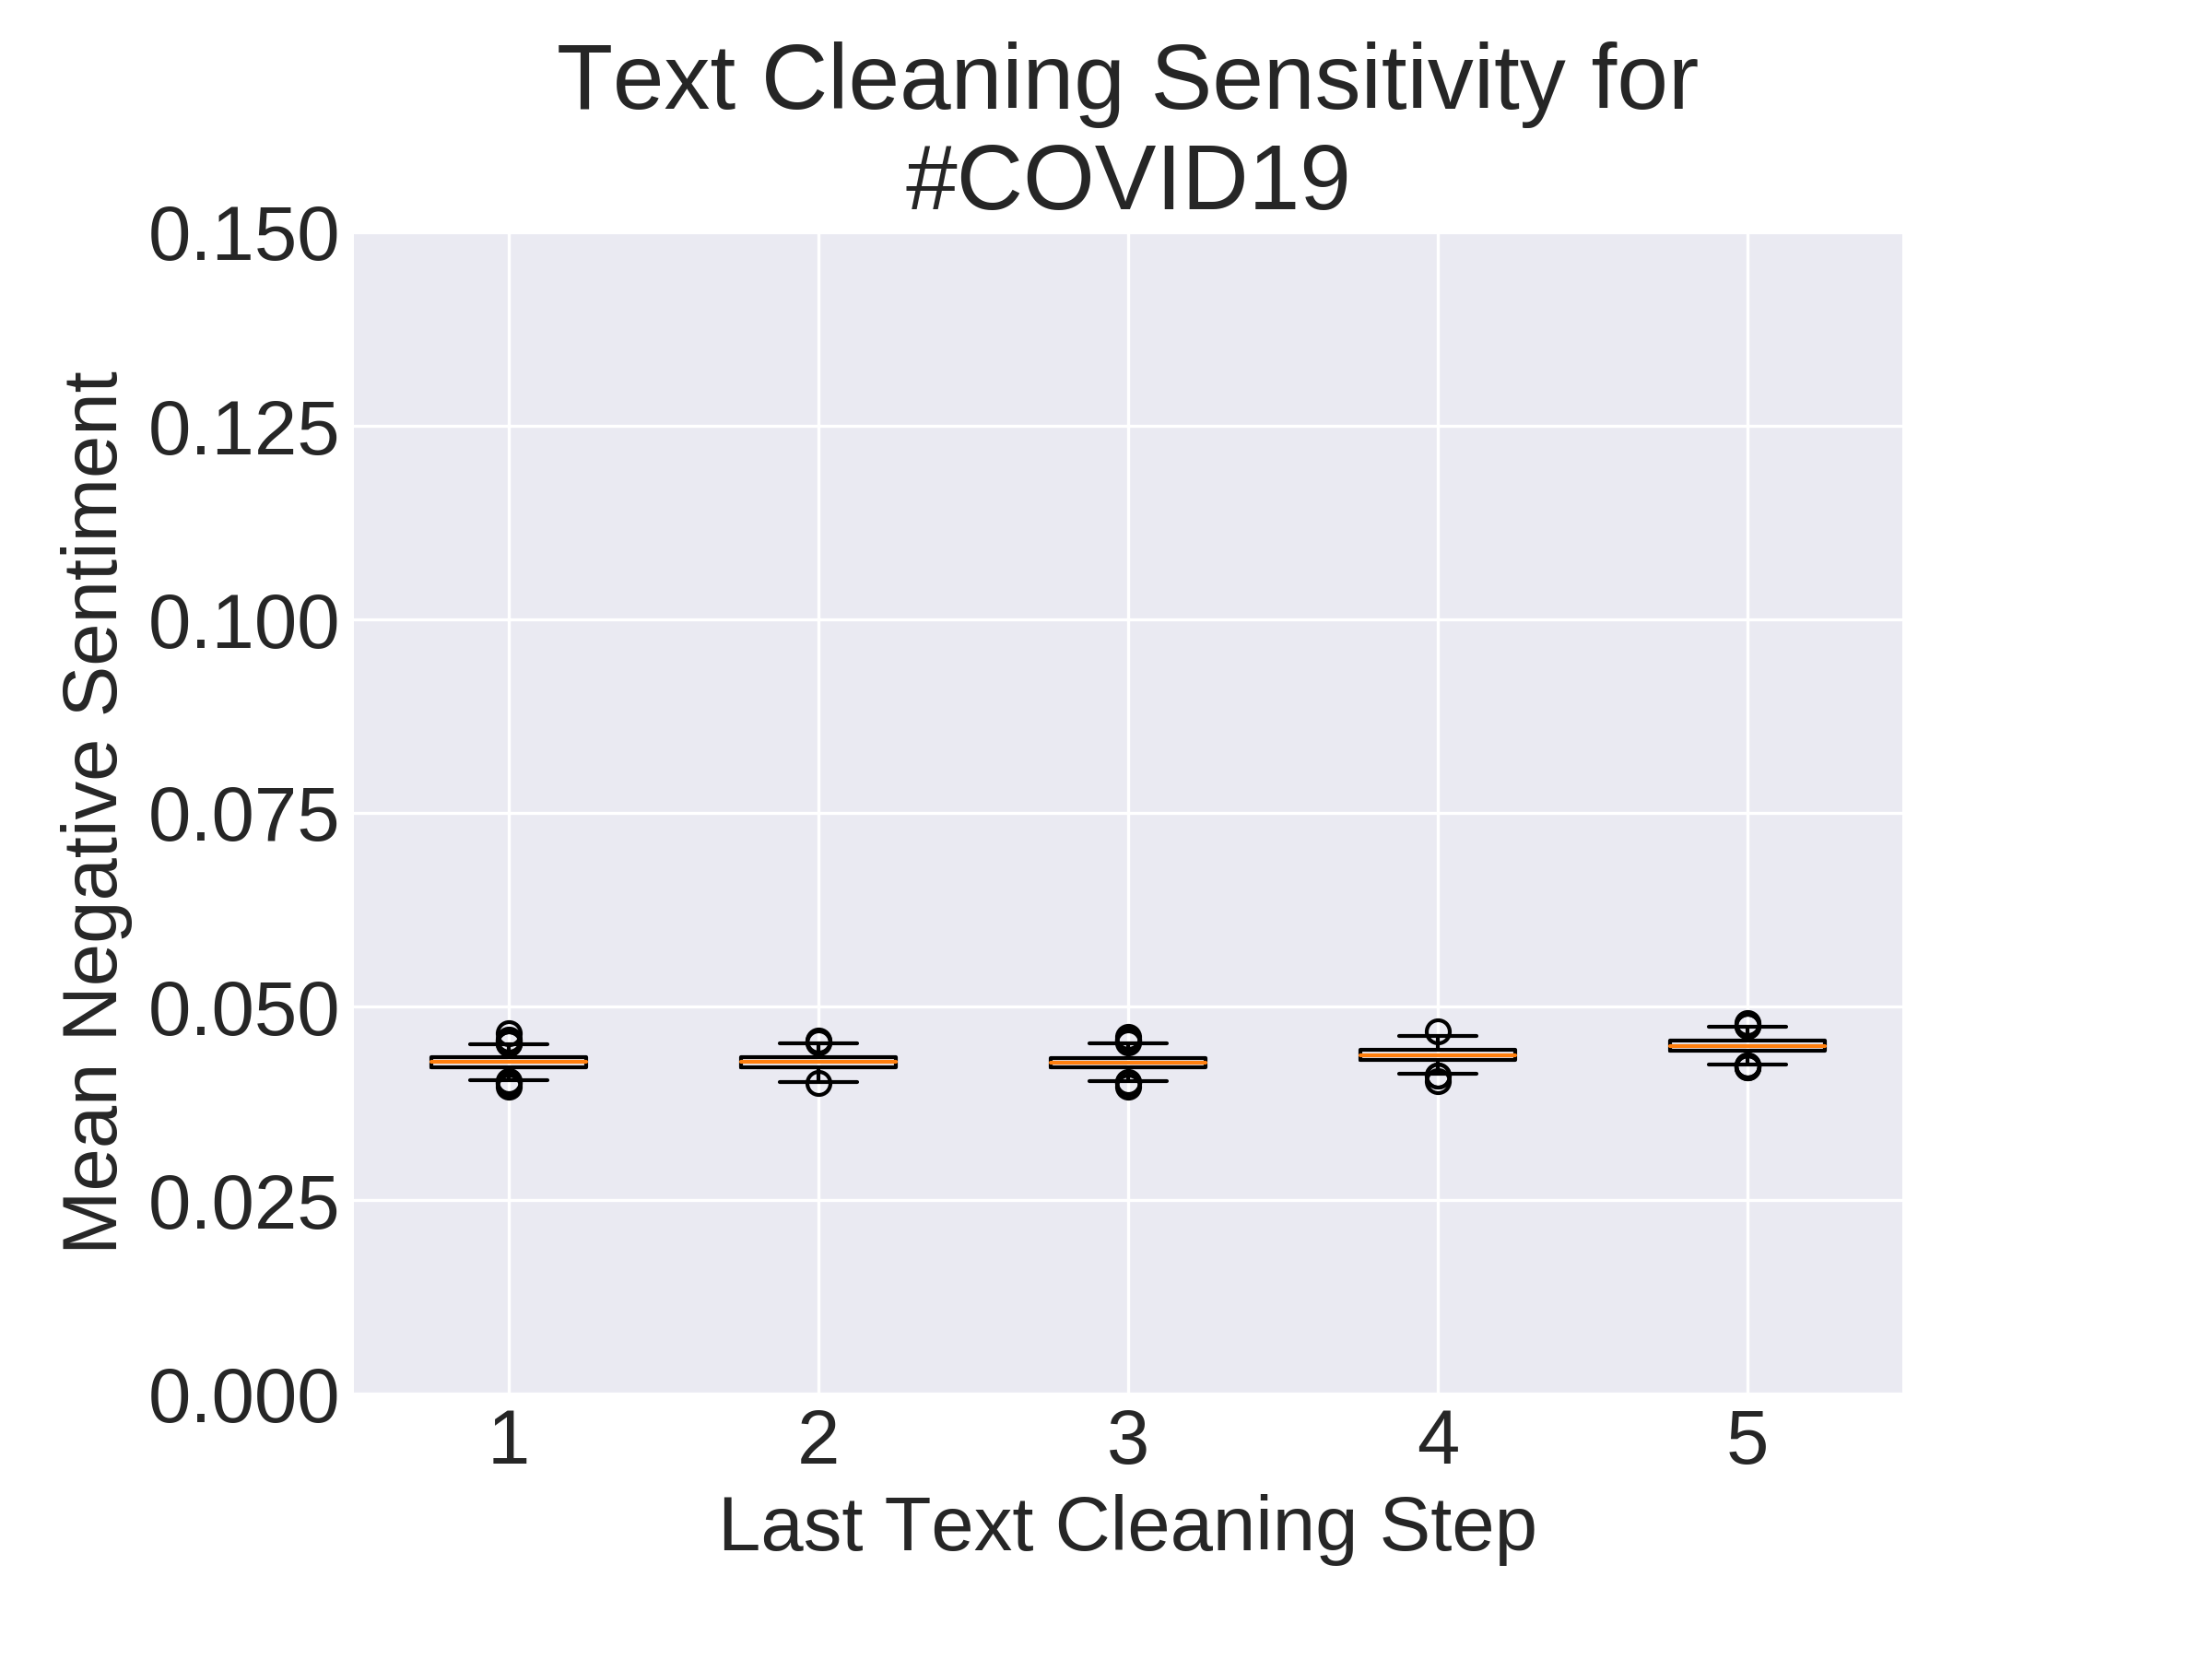 Text Cleaning Sensitivity for
#COVID19
0.150
0.125
0.100
0.075
0.050
0.025
0.000
Mean Negative Sentiment
1 2 3 4 5
Last Text Cleaning Step